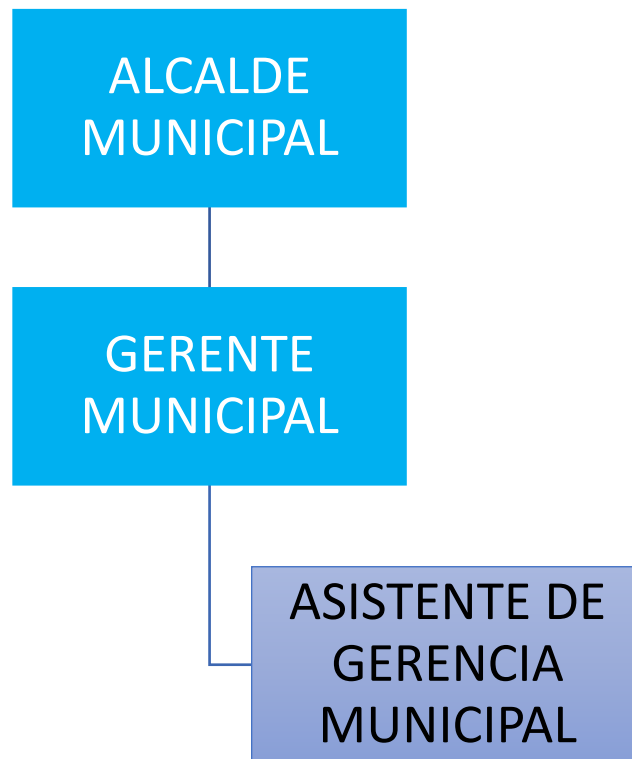 ALCALDE
MUNICIPAL
GERENTE
MUNICIPAL
ASISTENTE DE
GERENCIA
MUNICIPAL